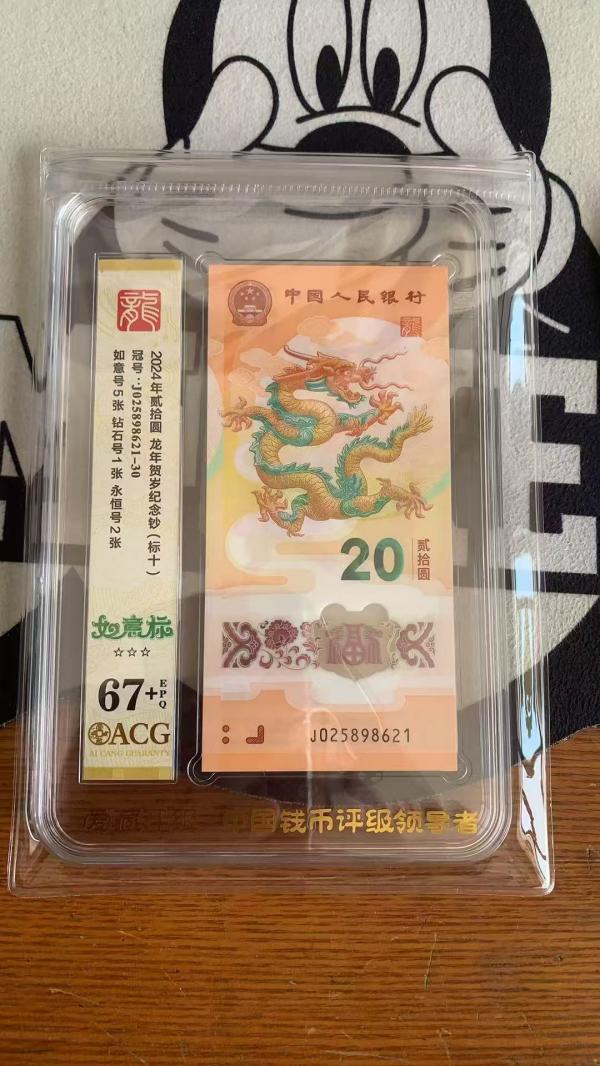 龍
2024年贰拾圆 龙年贺岁纪念钞（标十）
冠号：J025898621-30
如意号5张 钻石号1张 永恒号2张
如意标
☆☆☆
67+ EPQ
ACG
AI CANG GUARANTY
中国人民银行
龍
20 贰拾圆
福
J025898621
中国钱币评级领导者
E